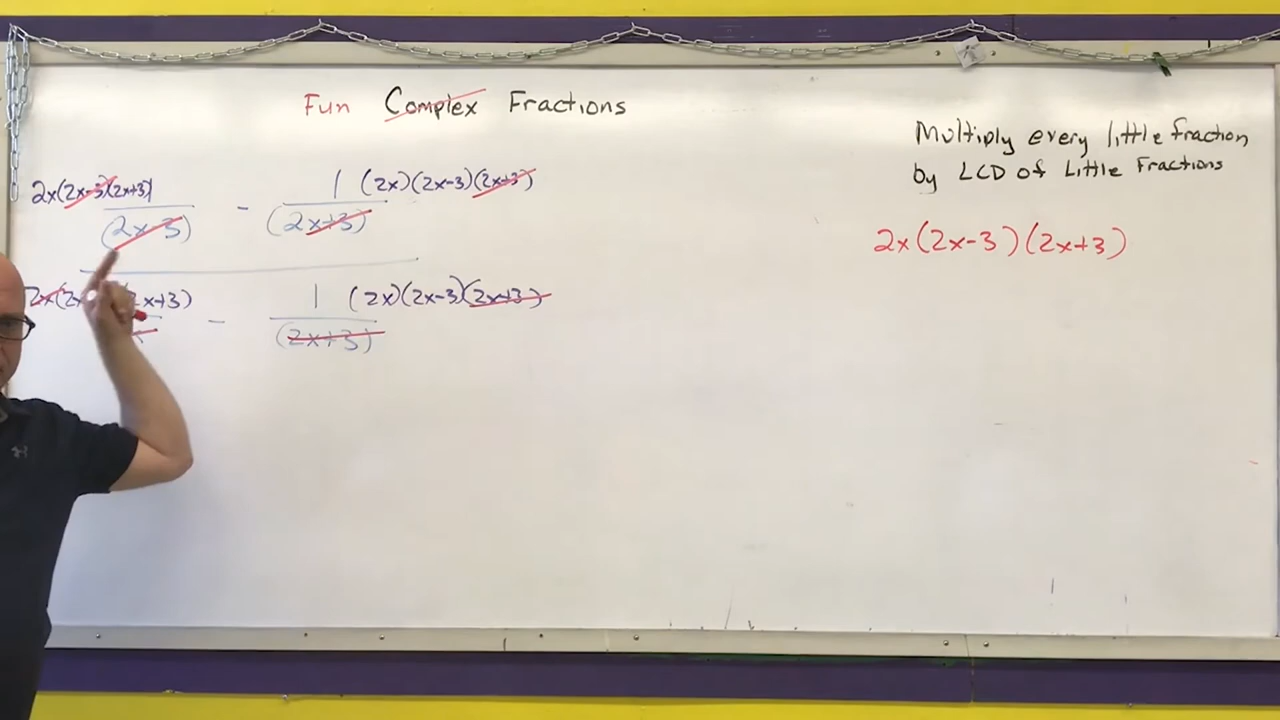 Fun Complex Fractions
Multiply every little fraction
by LCD of Little Fractions
2x(2x-3)(2x+3)
2x(2x-3)(2x+3) 1 (2x)(2x-3)(2x+3)
(2x-3) - (2x+3)
2x(2x 2x+3) 1 (2x)(2x-3)(2x+3)
- (2x+3)